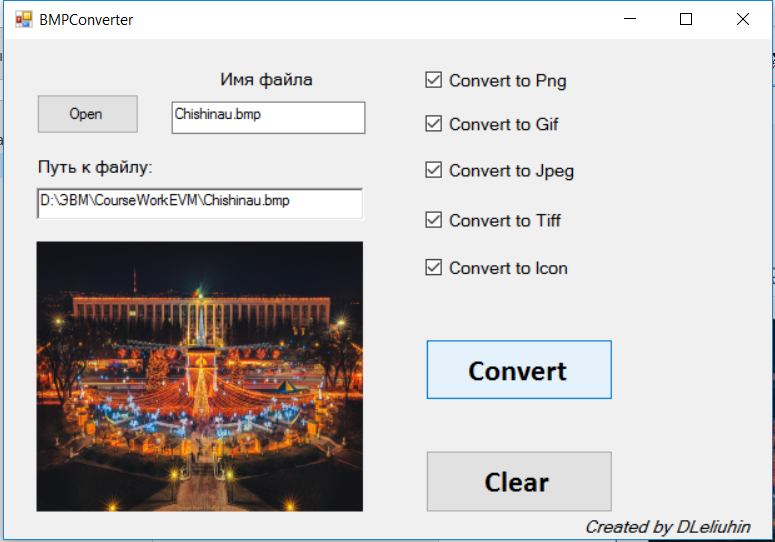 BMPConverter
Имя файла
Open
Chishinau.bmp
Путь к файлу:
D:\ЭВМ\CourseWorkEVM\Chishinau.bmp
Convert to Png
Convert to Gif
Convert to Jpeg
Convert to Tiff
Convert to Icon
Convert
Clear
Created by DLeliuhin